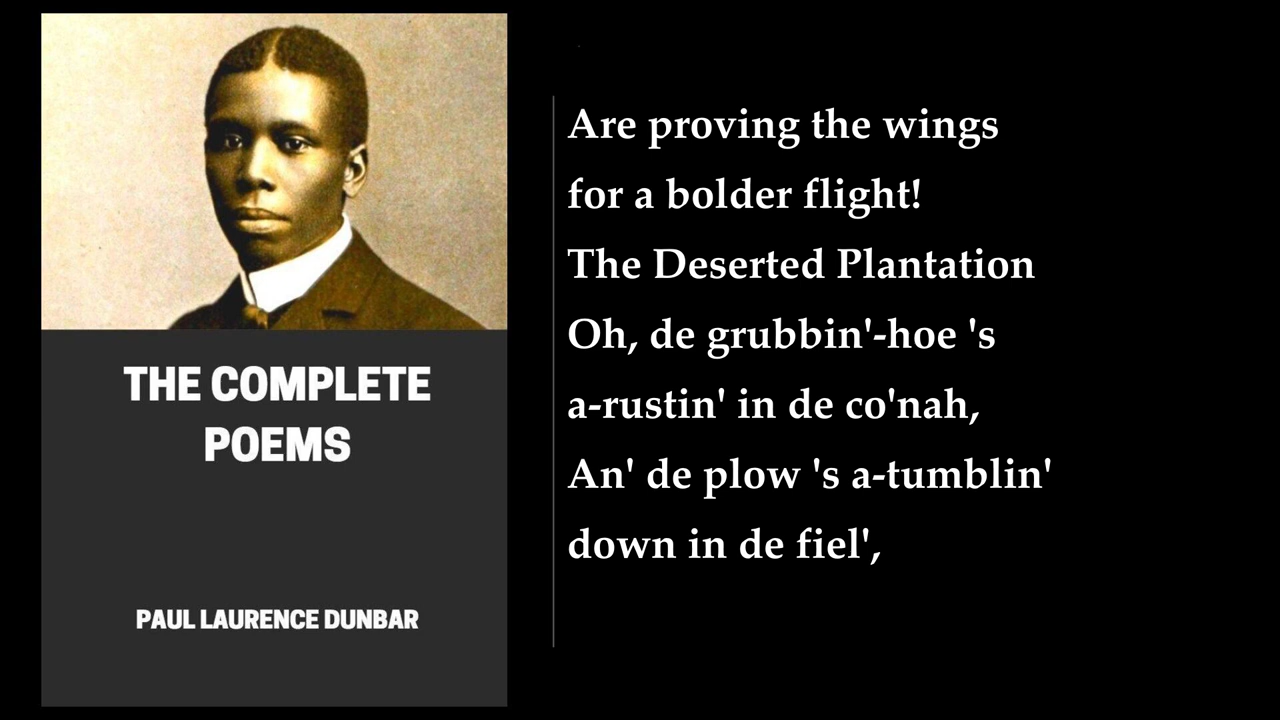 THE COMPLETE
POEMS
PAUL LAURENCE DUNBAR
Are proving the wings
for a bolder flight!
The Deserted Plantation
Oh, de grubbin'-hoe 's
a-rustin' in de co'nah,
An' de plow 's a-tumblin'
down in de fiel',